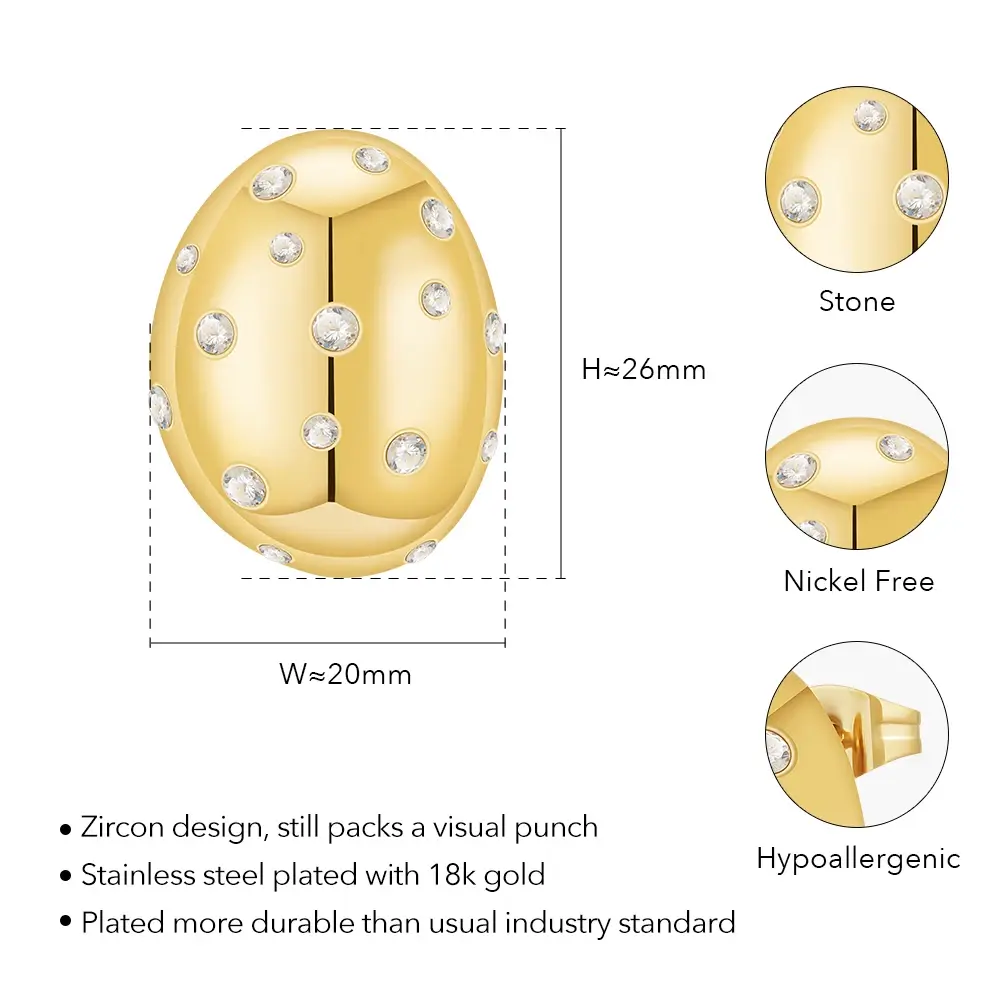 Stone
H≈26mm
Nickel Free
W≈20mm
Hypoallergenic
• Zircon design, still packs a visual punch
• Stainless steel plated with 18k gold
• Plated more durable than usual industry standard